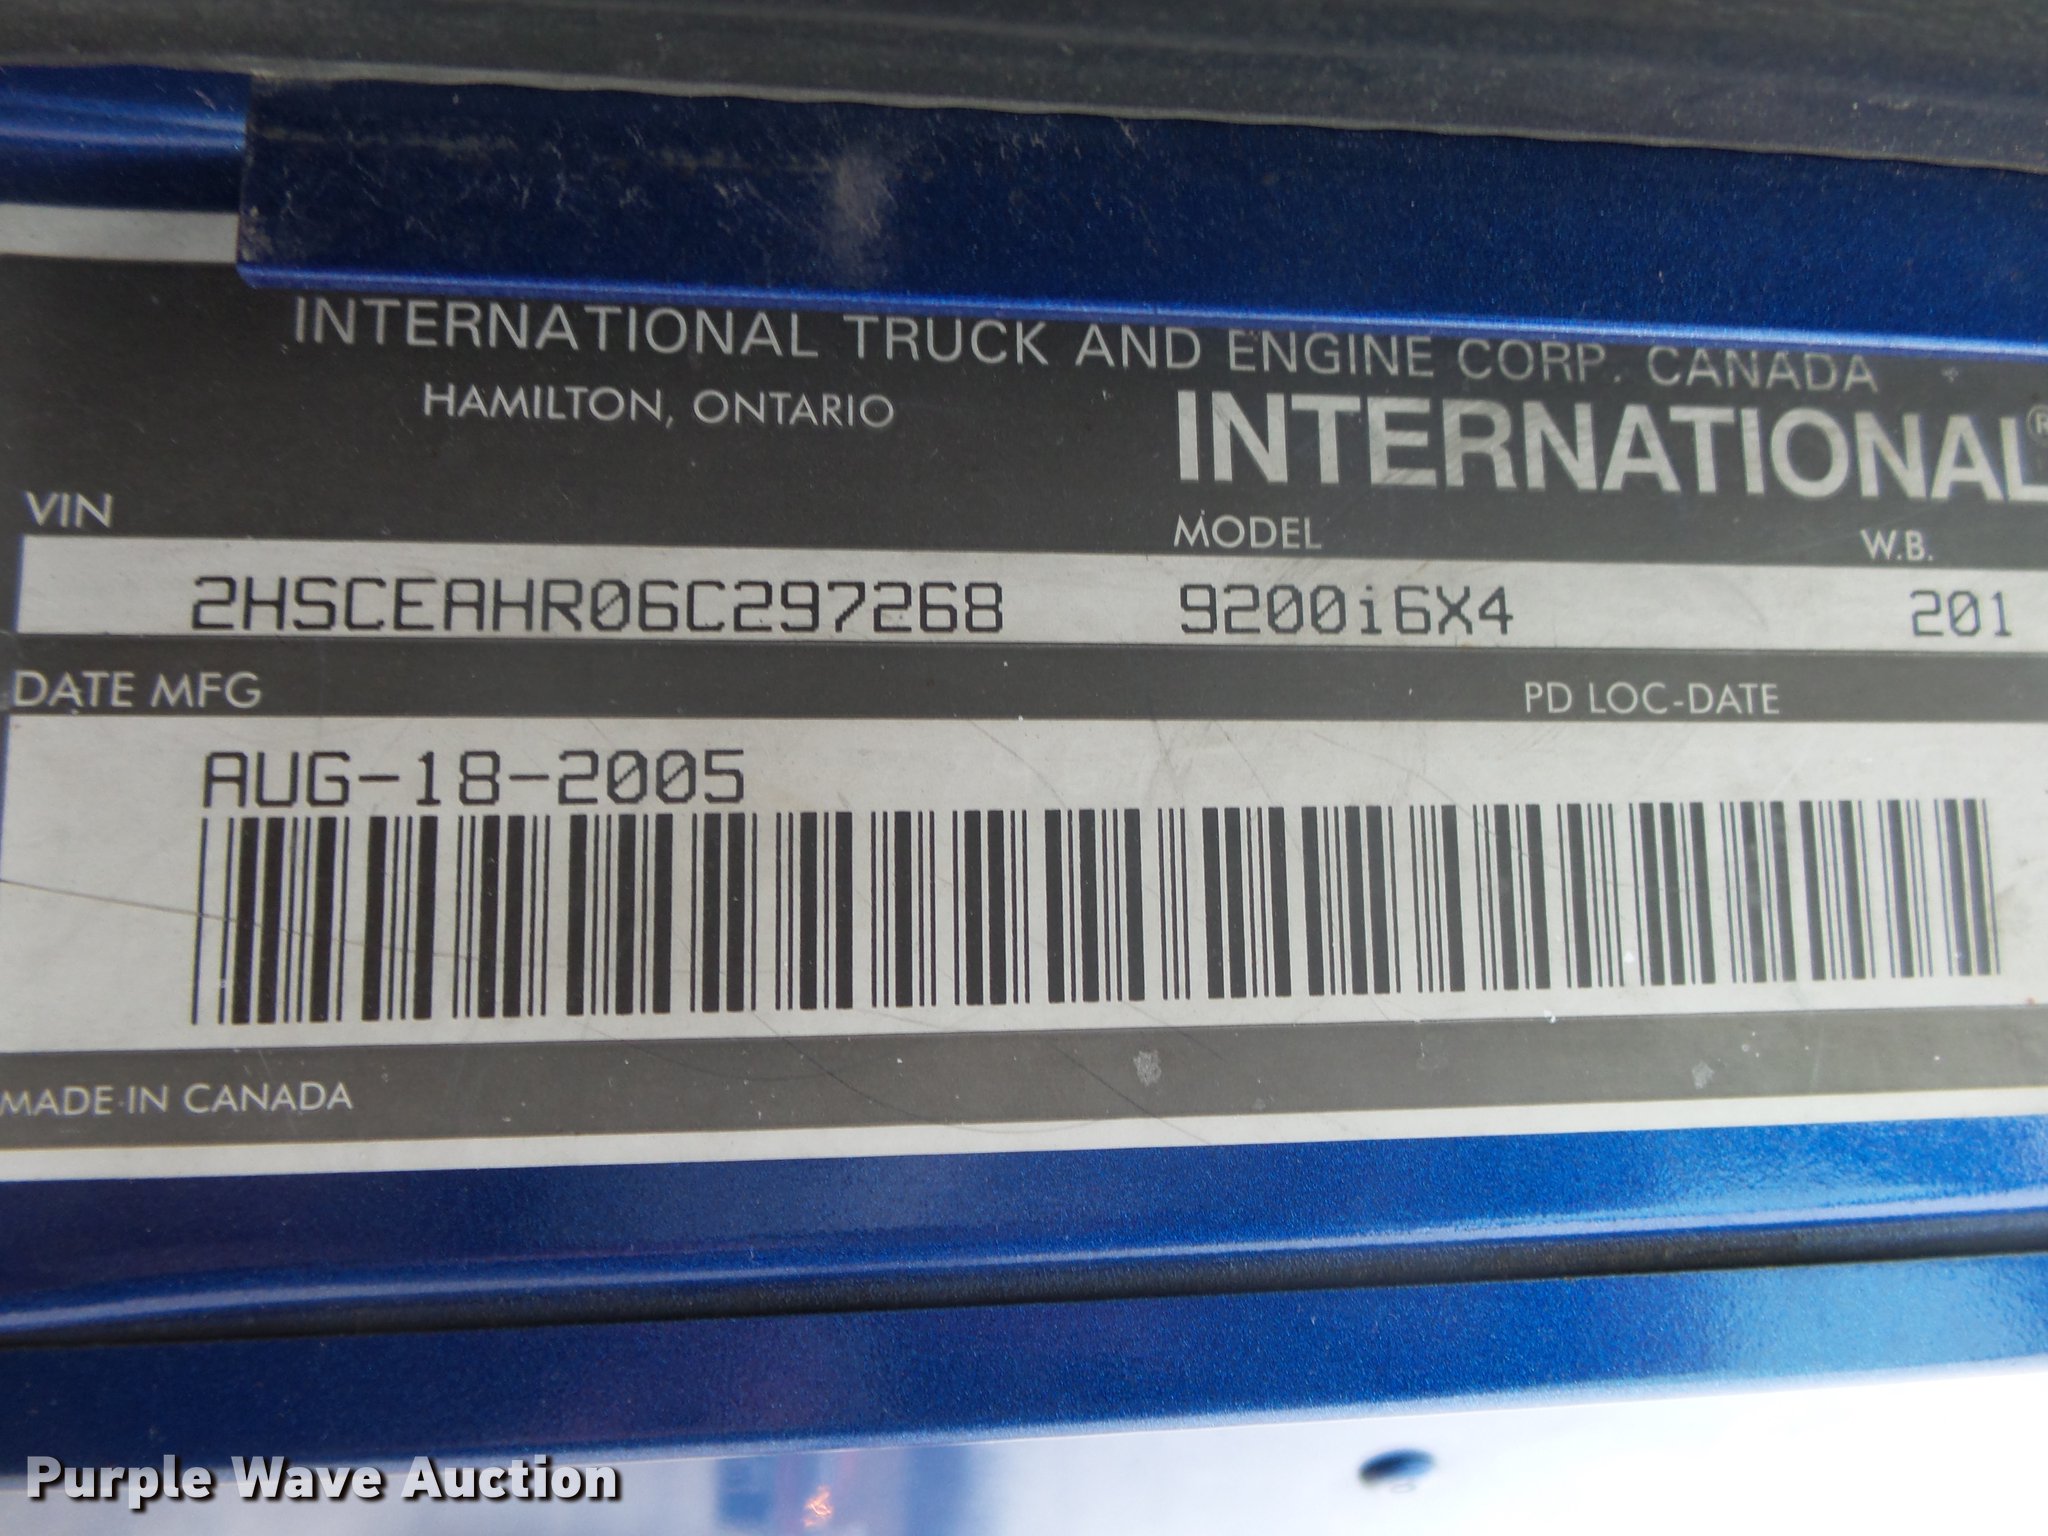 INTERNATIONAL TRUCK AND ENGINE CORP. CANADA
HAMILTON, ONTARIO
INTERNATIONAL®
VIN MODEL W.B.
2HSCEAHR06C297268 9200i6X4 201
DATE MFG PD LOC-DATE
AUG-18-2005
MADE IN CANADA
Purple Wave Auction